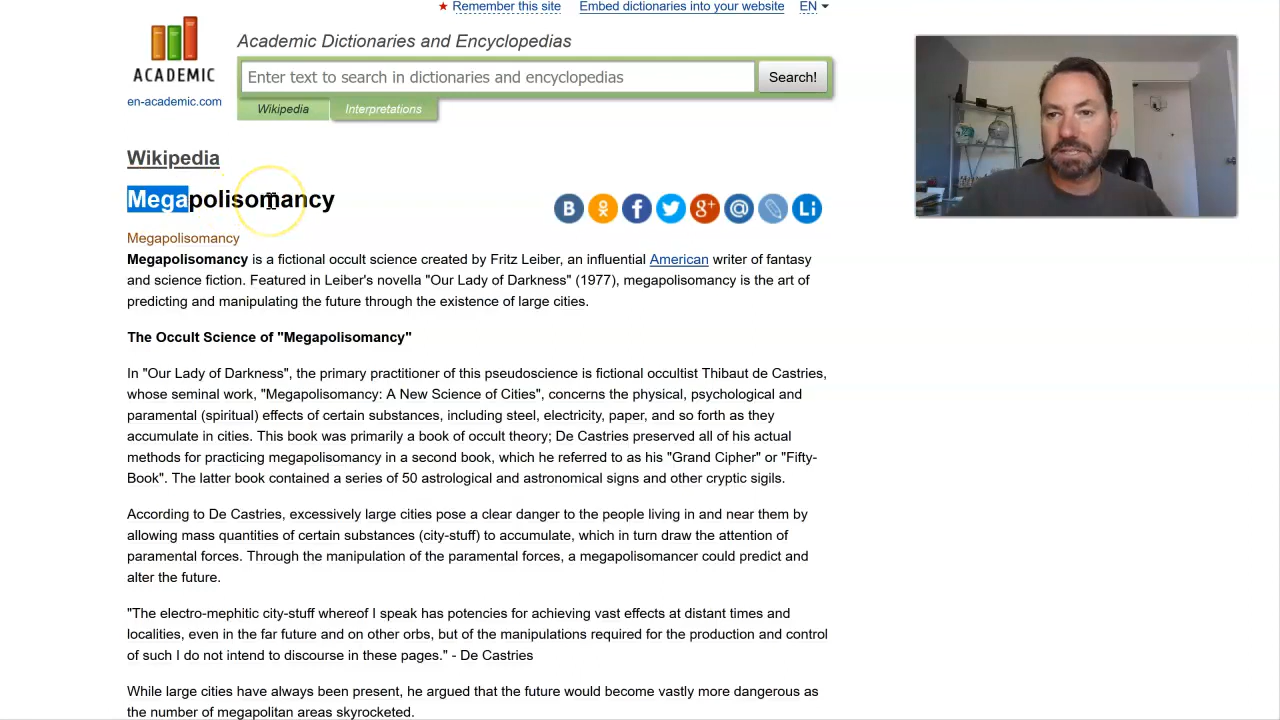 ★ Remember this site Embed dictionaries into your website EN
Academic Dictionaries and Encyclopedias
ACADEMIC
en-academic.com
Enter text to search in dictionaries and encyclopedias Search!
Wikipedia Interpretations
Wikipedia
Megapolisomancy
B f g+ @ Li
Megapolisomancy
Megapolisomancy is a fictional occult science created by Fritz Leiber, an influential American writer of fantasy
and science fiction. Featured in Leiber's novella "Our Lady of Darkness" (1977), megapolisomancy is the art of
predicting and manipulating the future through the existence of large cities.
The Occult Science of "Megapolisomancy"
In "Our Lady of Darkness", the primary practitioner of this pseudoscience is fictional occultist Thibaut de Castries,
whose seminal work, "Megapolisomancy: A New Science of Cities", concerns the physical, psychological and
paramental (spiritual) effects of certain substances, including steel, electricity, paper, and so forth as they
accumulate in cities. This book was primarily a book of occult theory; De Castries preserved all of his actual
methods for practicing megapolisomancy in a second book, which he referred to as his "Grand Cipher" or "Fifty-
Book". The latter book contained a series of 50 astrological and astronomical signs and other cryptic sigils.
According to De Castries, excessively large cities pose a clear danger to the people living in and near them by
allowing mass quantities of certain substances (city-stuff) to accumulate, which in turn draw the attention of
paramental forces. Through the manipulation of the paramental forces, a megapolisomancer could predict and
alter the future.
"The electro-mephitic city-stuff whereof I speak has potencies for achieving vast effects at distant times and
localities, even in the far future and on other orbs, but of the manipulations required for the production and control
of such I do not intend to discourse in these pages." - De Castries
While large cities have always been present, he argued that the future would become vastly more dangerous as
the number of megapolitan areas skyrocketed.